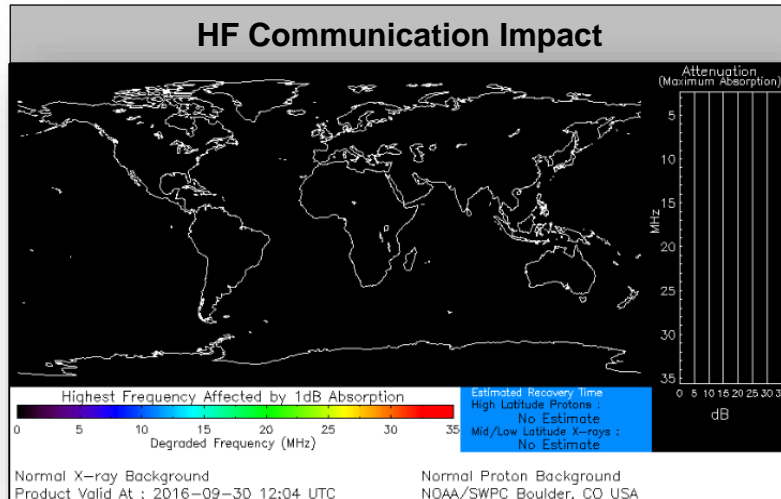 HF Communication Impact
Attenuation
(Maximum Absorption)
5
10
15
20
25
30
35
MHz
0 5 10 15 20 25 30
dB
Highest Frequency Affected by 1dB Absorption
0 5 10 15 20 25 30 35
Degraded Frequency (MHz)
Estimated Recovery Time
High Latitude Protons :
No Estimate
Mid/Low Latitude X-rays :
No Estimate
Normal X-ray Background
Product Valid At : 2016-09-30 12:04 UTC
Normal Proton Background
NOAA/SWPC Boulder, CO USA